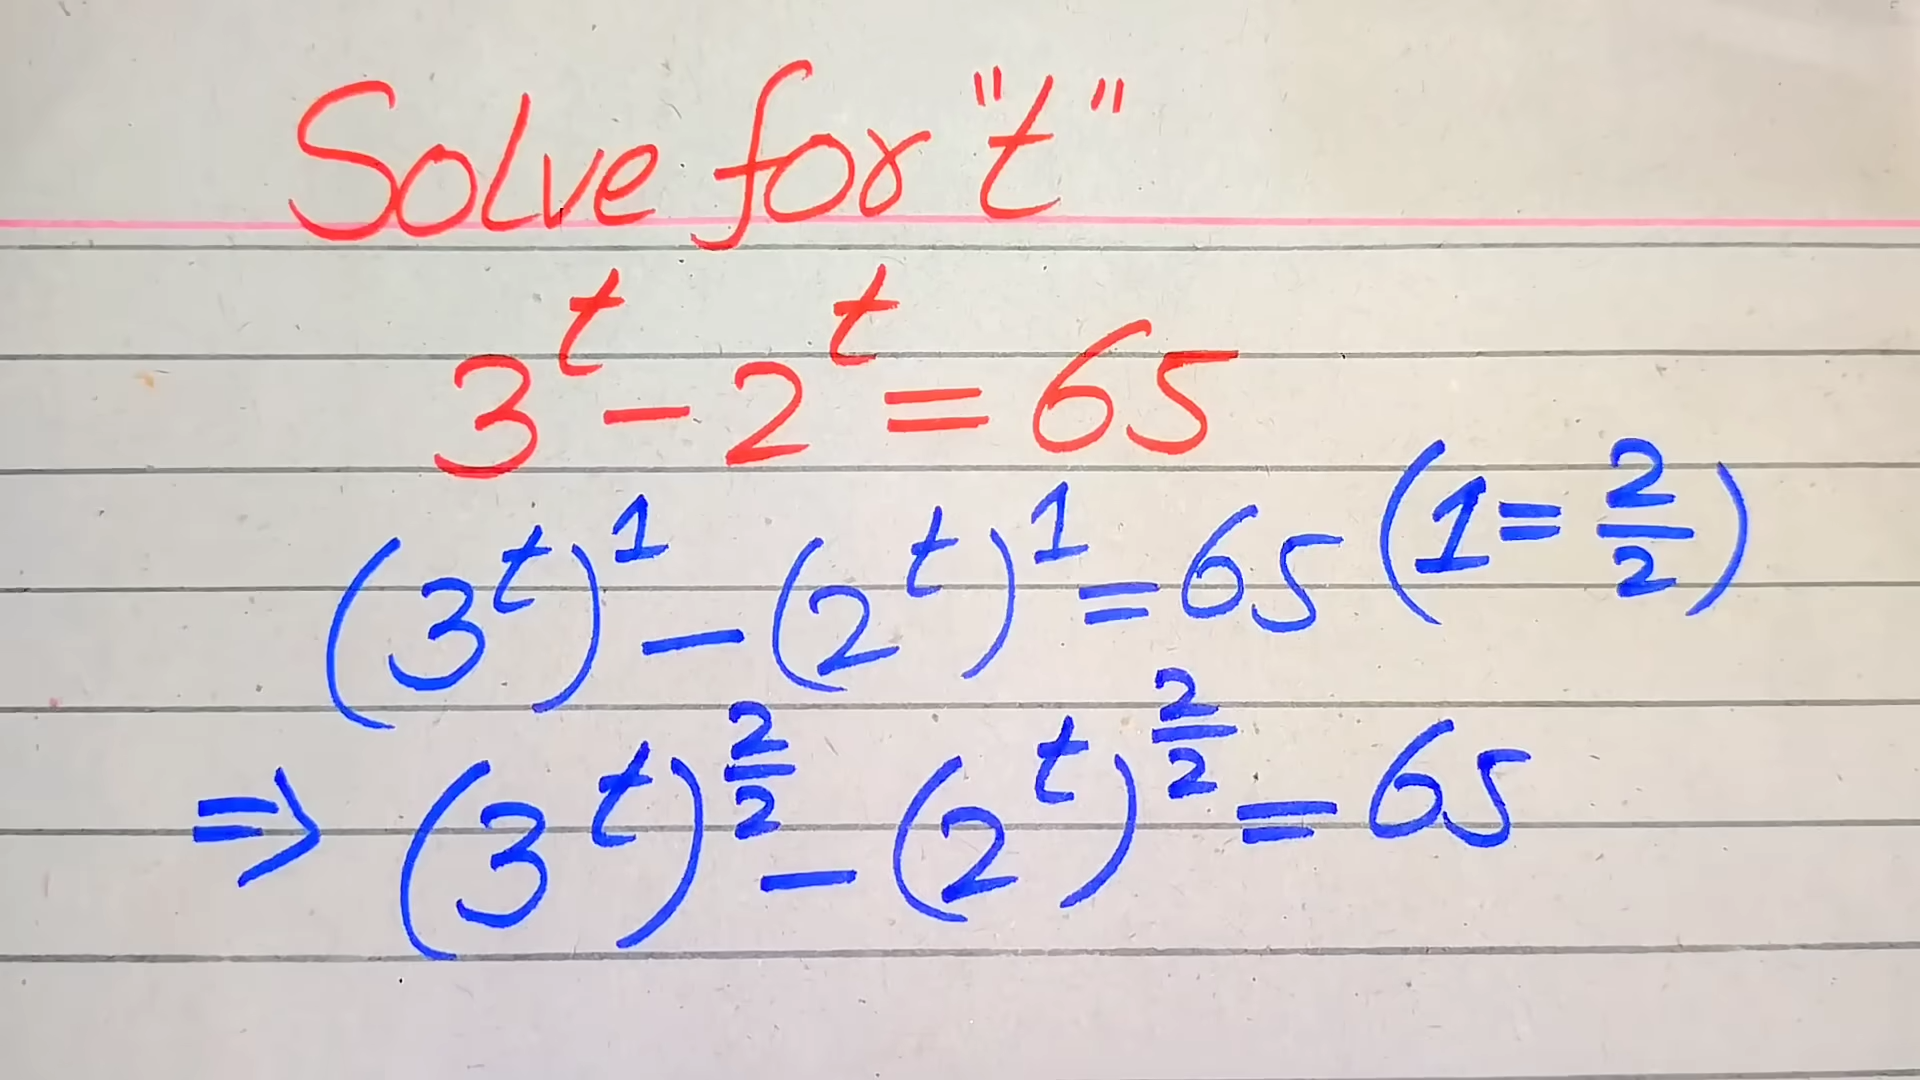 Solve for "t"
3^t - 2^t = 65
(3^t)^1 - (2^t)^1 = 65 (1 = 2/2)
⇒ (3^t)^(2/2) - (2^t)^(2/2) = 65